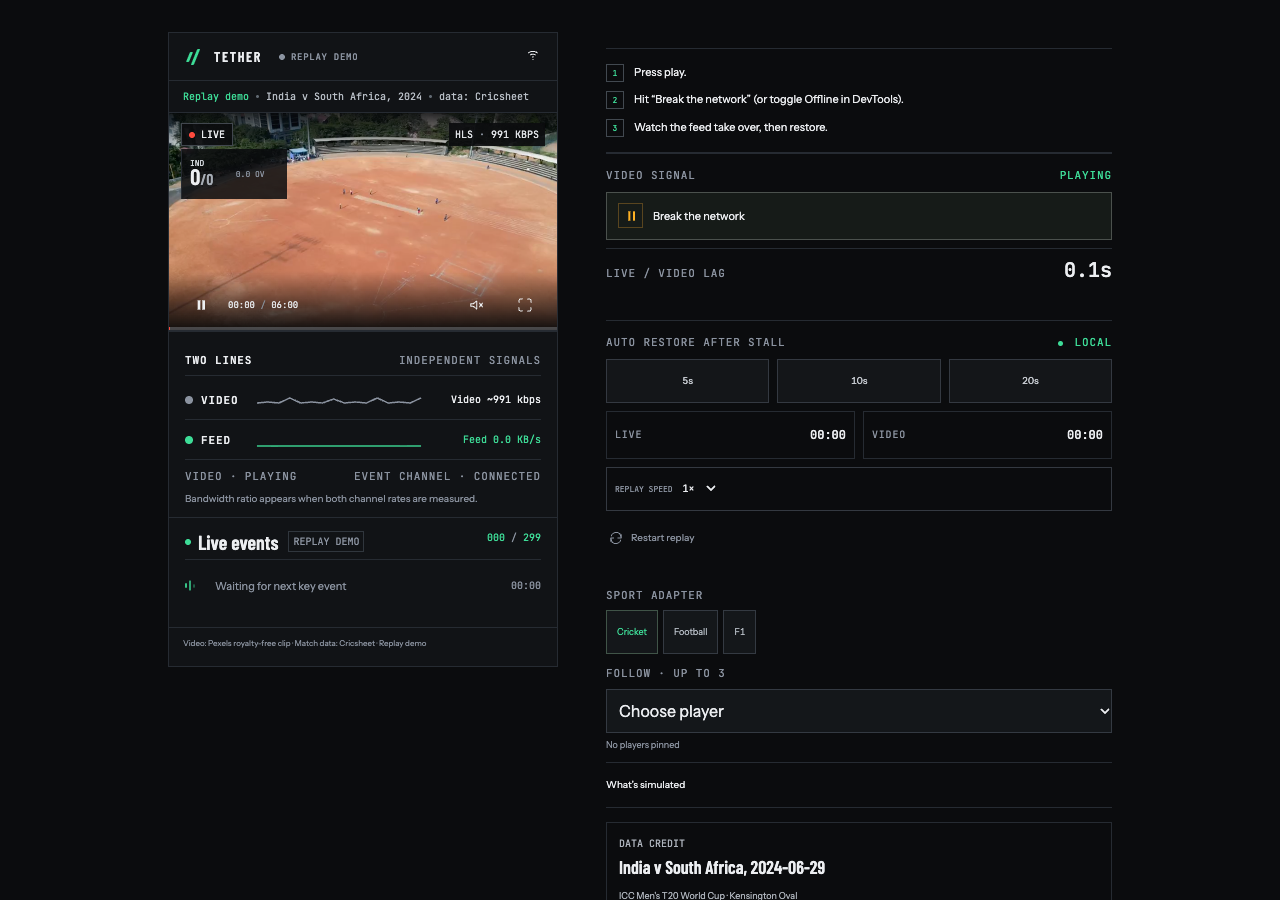 TETHER
REPLAY DEMO
Replay demo • India v South Africa, 2024 • data: Cricsheet
LIVE
HLS · 991 KBPS
IND
0/0
0.0 OV
00:00 / 06:00
TWO LINES
INDEPENDENT SIGNALS
VIDEO
Video ~991 kbps
FEED
Feed 0.0 KB/s
VIDEO · PLAYING
EVENT CHANNEL · CONNECTED
Bandwidth ratio appears when both channel rates are measured.
Live events
REPLAY DEMO
000 / 299
Waiting for next key event
00:00
Video: Pexels royalty-free clip · Match data: Cricsheet · Replay demo
1 Press play.
2 Hit “Break the network” (or toggle Offline in DevTools).
3 Watch the feed take over, then restore.
VIDEO SIGNAL
PLAYING
Break the network
LIVE / VIDEO LAG
0.1s
AUTO RESTORE AFTER STALL
LOCAL
5s
10s
20s
LIVE
00:00
VIDEO
00:00
REPLAY SPEED 1×
Restart replay
SPORT ADAPTER
Cricket
Football
F1
FOLLOW · UP TO 3
Choose player
No players pinned
What's simulated
DATA CREDIT
India v South Africa, 2024-06-29
ICC Men's T20 World Cup · Kensington Oval